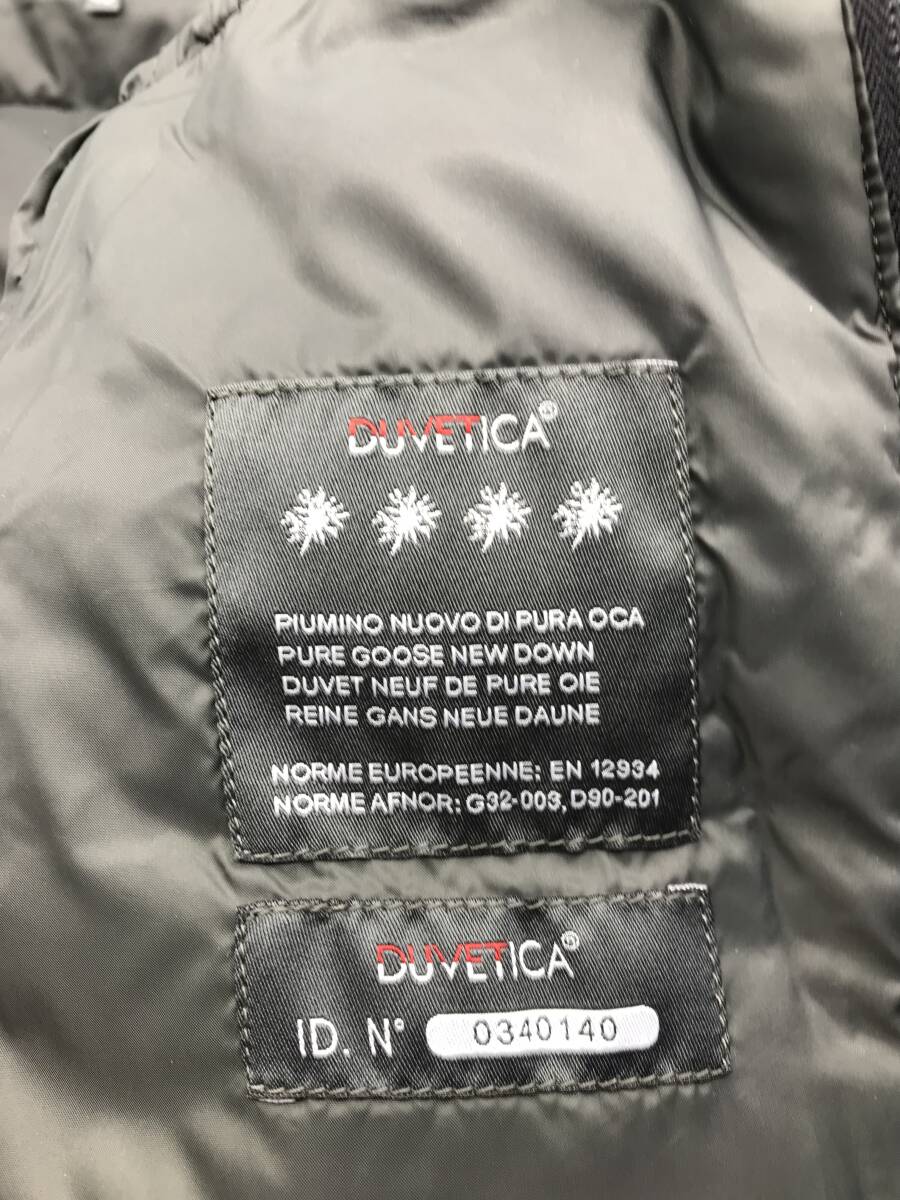 DUVETICA®
PIUMINO NUOVO DI PURA OCA
PURE GOOSE NEW DOWN
DUVET NEUF DE PURE OIE
REINE GANS NEUE DAUNE
NORME EUROPEENNE: EN 12934
NORME AFNOR: G32-003, D90-201
DUVETICA®
ID. N° 0340140